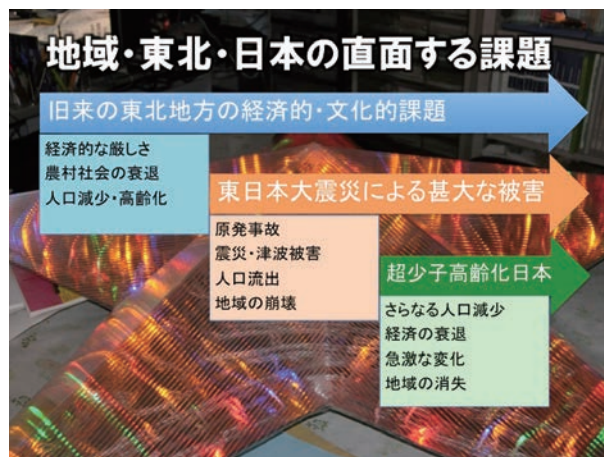 地域・東北・日本の直面する課題
旧来の東北地方の経済的・文化的課題
経済的な厳しさ
農村社会の衰退
人口減少・高齢化
東日本大震災による甚大な被害
原発事故
震災・津波被害
人口流出
地域の崩壊
超少子高齢化日本
さらなる人口減少
経済の衰退
急激な変化
地域の消失